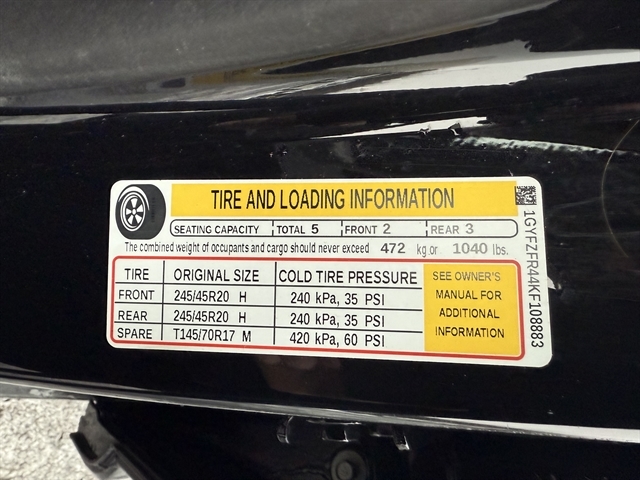 TIRE AND LOADING INFORMATION
SEATING CAPACITY TOTAL 5 FRONT 2 REAR 3
The combined weight of occupants and cargo should never exceed 472 kg or 1040 lbs.
TIRE ORIGINAL SIZE COLD TIRE PRESSURE
FRONT 245/45R20 H 240 kPa, 35 PSI
REAR 245/45R20 H 240 kPa, 35 PSI
SPARE T145/70R17 M 420 kPa, 60 PSI
SEE OWNER'S
MANUAL FOR
ADDITIONAL
INFORMATION
1GYFZFR44KF108883